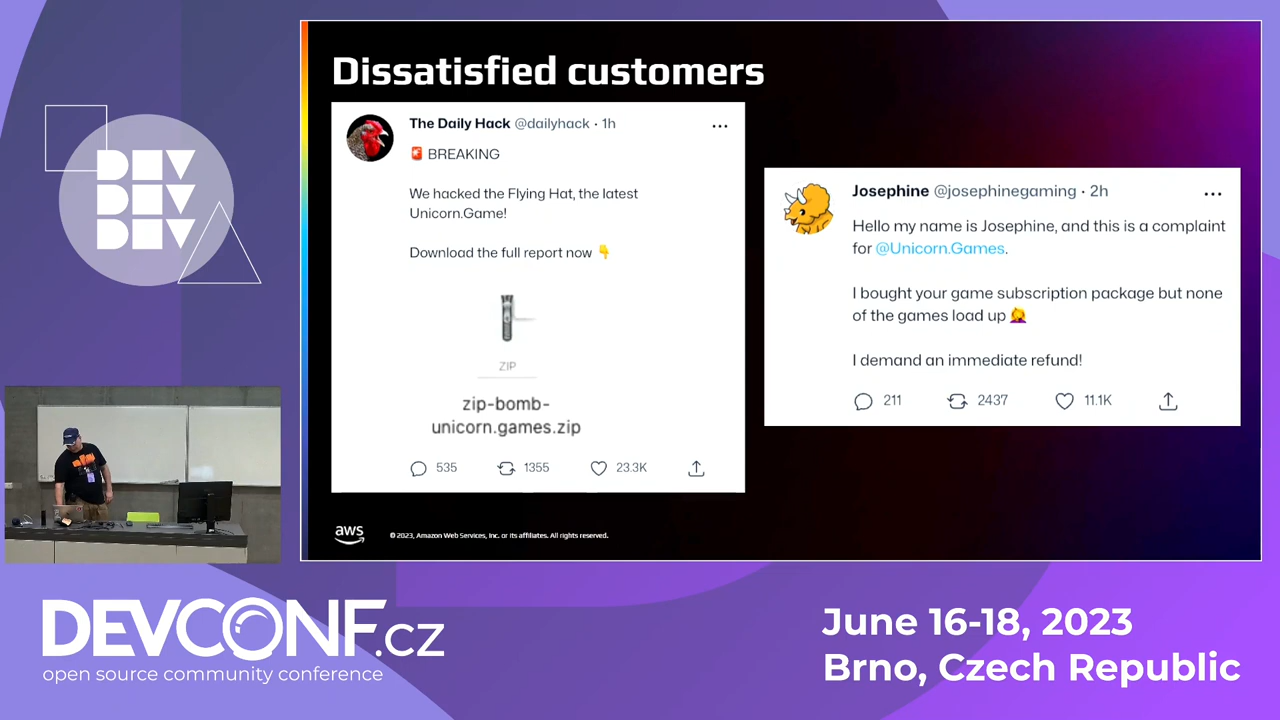 DEV
DEV
DEV
Dissatisfied customers
The Daily Hack @dailyhack · 1h
🚨 BREAKING
We hacked the Flying Hat, the latest
Unicorn.Game!
Download the full report now 👇
ZIP
zip-bomb-
unicorn.games.zip
535 1355 23.3K
Josephine @josephinegaming · 2h
Hello my name is Josephine, and this is a complaint
for @Unicorn.Games.
I bought your game subscription package but none
of the games load up 🤦
I demand an immediate refund!
211 2437 11.1K
aws
© 2023, Amazon Web Services, Inc. or its affiliates. All rights reserved.
DEVCONF.cz
open source community conference
June 16-18, 2023
Brno, Czech Republic